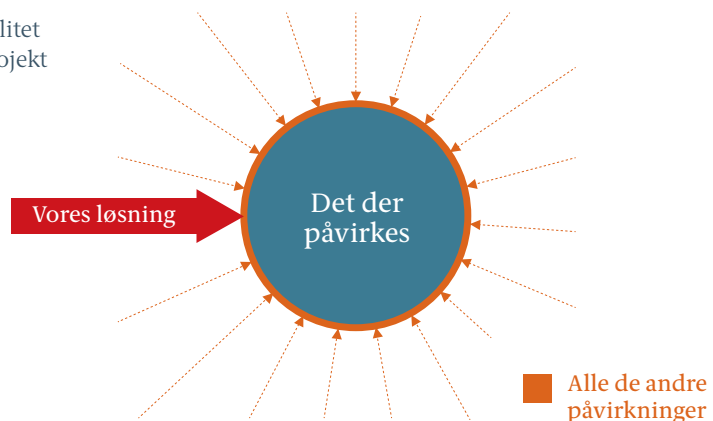 litet
ojekt
Vores løsning
Det der
påvirkes
Alle de andre
påvirkninger